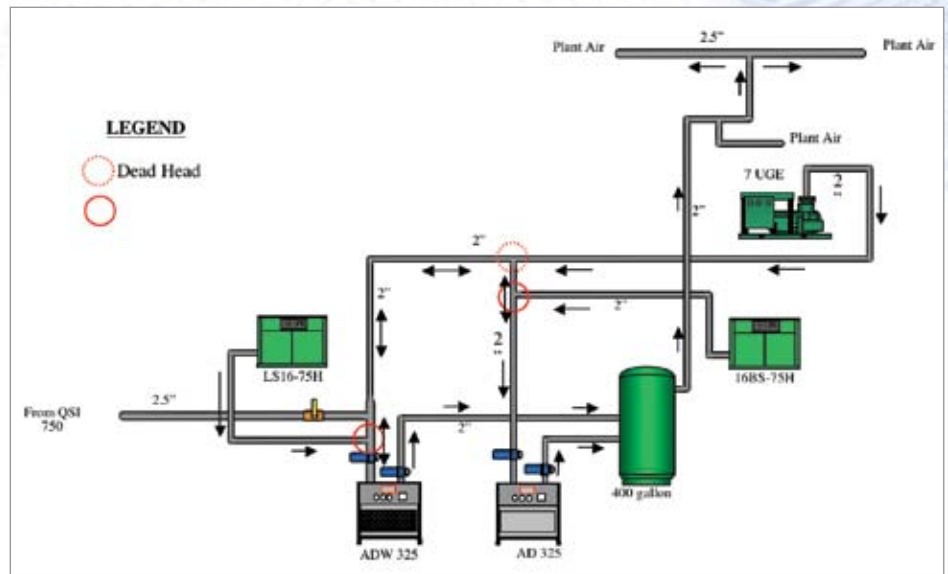 Plant Air
2.5"
Plant Air
LEGEND
Dead Head
Plant Air
7 UGE
2"
2"
2"
2"
2"
2"
LS16-75H
16BS-75H
From QSI
750
2.5"
2"
400 gallon
ADW 325
AD 325